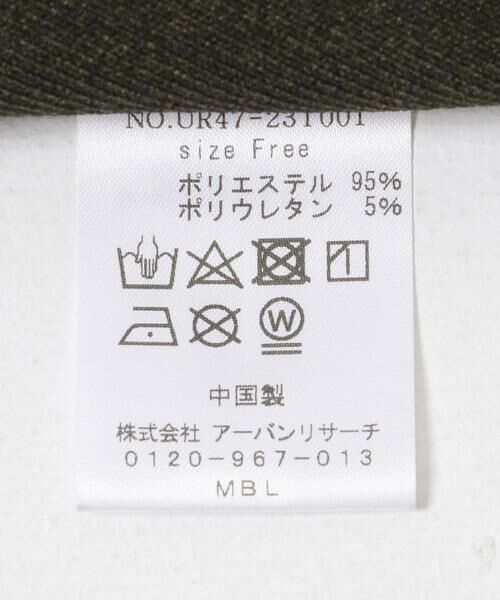 NO.UR47-23T001
size Free
ポリエステル 95%
ポリウレタン 5%
W
中国製
株式会社 アーバンリサーチ
0120-967-013
MBL